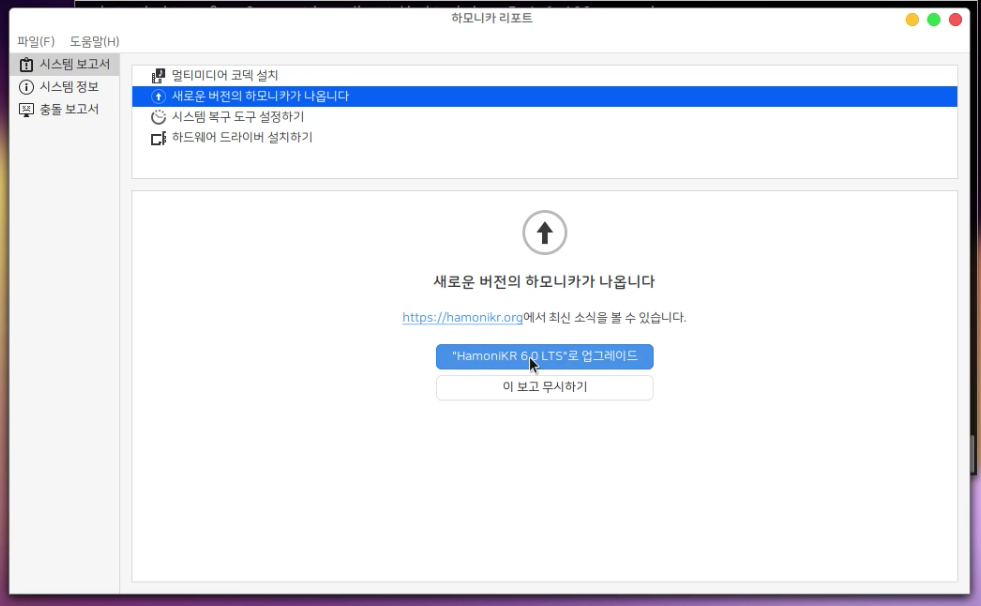 하모니카 리포트
파일(F) 도움말(H)
시스템 보고서
시스템 정보
충돌 보고서
멀티미디어 코덱 설치
새로운 버전의 하모니카가 나옵니다
시스템 복구 도구 설정하기
하드웨어 드라이버 설치하기
새로운 버전의 하모니카가 나옵니다
https://hamonikr.org에서 최신 소식을 볼 수 있습니다.
"HamoniKR 6.0 LTS"로 업그레이드
이 보고 무시하기